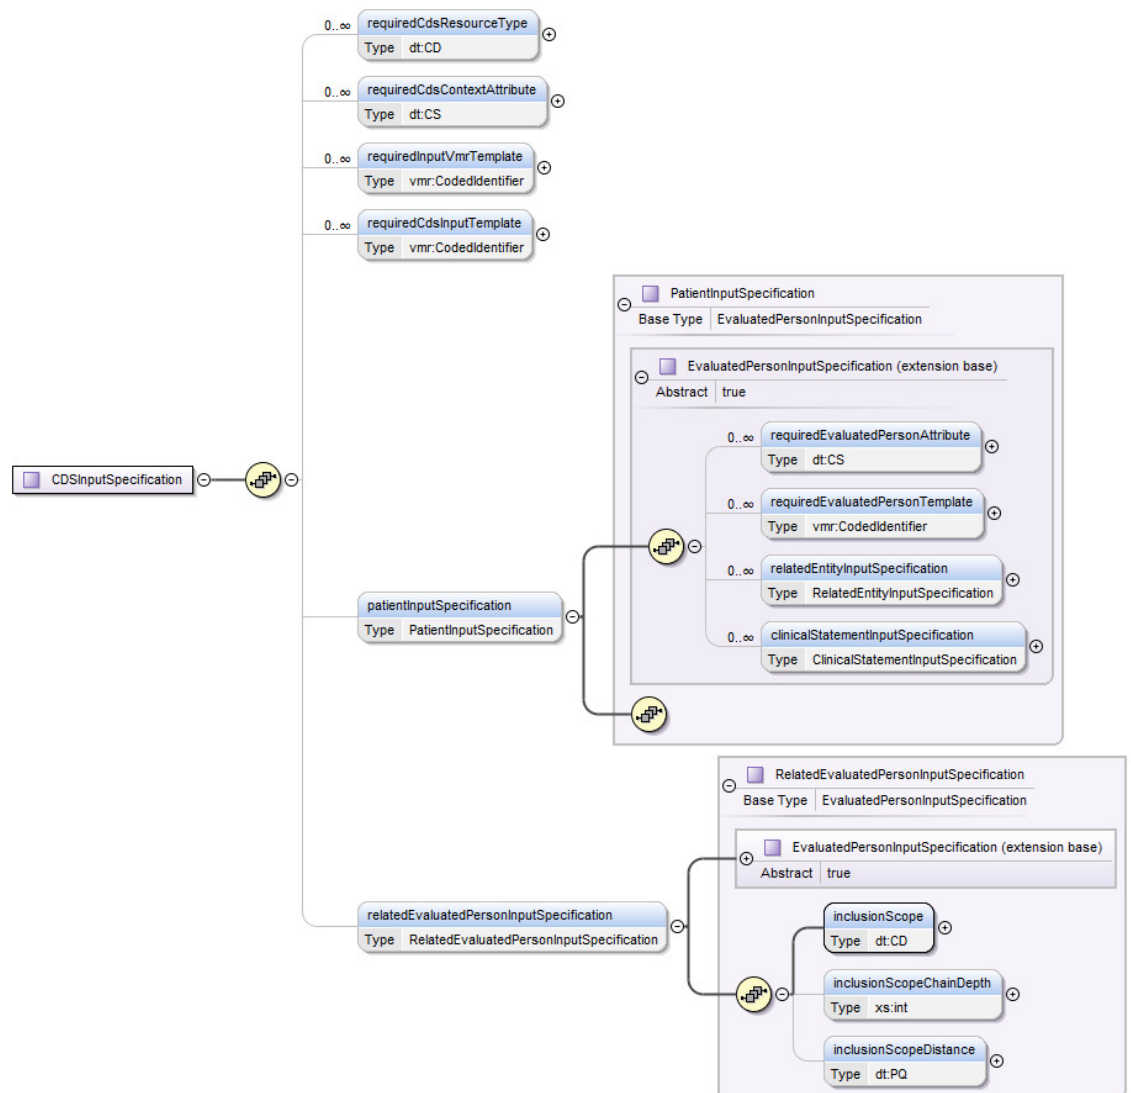 0..∞ requiredCdsResourceType
Type dt:CD
0..∞ requiredCdsContextAttribute
Type dt:CS
0..∞ requiredInputVmrTemplate
Type vmr:CodedIdentifier
0..∞ requiredCdsInputTemplate
Type vmr:CodedIdentifier
PatientInputSpecification
Base Type EvaluatedPersonInputSpecification
EvaluatedPersonInputSpecification (extension base)
Abstract true
0..∞ requiredEvaluatedPersonAttribute
Type dt:CS
CDSInputSpecification
0..∞ requiredEvaluatedPersonTemplate
Type vmr:CodedIdentifier
0..∞ relatedEntityInputSpecification
Type RelatedEntityInputSpecification
patientInputSpecification
Type PatientInputSpecification
0..∞ clinicalStatementInputSpecification
Type ClinicalStatementInputSpecification
RelatedEvaluatedPersonInputSpecification
Base Type EvaluatedPersonInputSpecification
EvaluatedPersonInputSpecification (extension base)
Abstract true
relatedEvaluatedPersonInputSpecification
Type RelatedEvaluatedPersonInputSpecification
inclusionScope
Type dt:CD
inclusionScopeChainDepth
Type xs:int
inclusionScopeDistance
Type dt:PQ